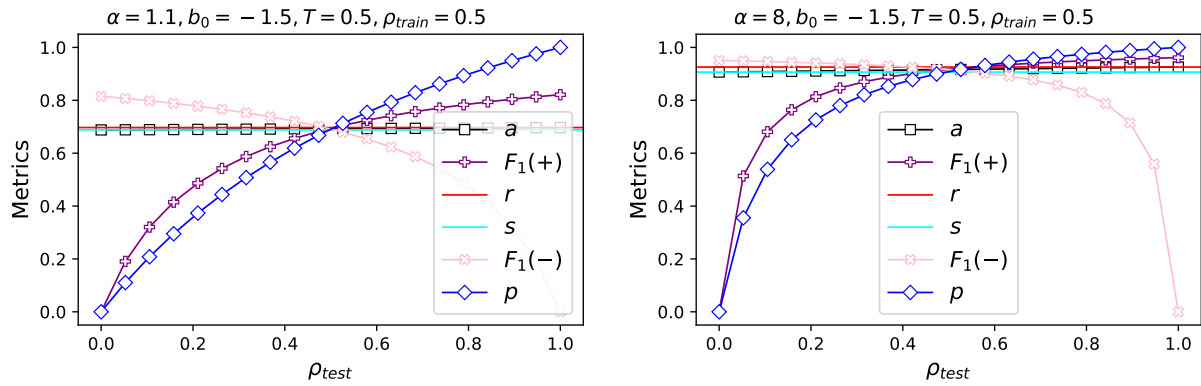 α = 1.1, b₀ = −1.5, T = 0.5, ρ_train = 0.5
Metrics
1.0
0.8
0.6
0.4
0.2
0.0
a
F₁(+)
r
s
F₁(−)
p
0.0 0.2 0.4 0.6 0.8 1.0
ρ_test
α = 8, b₀ = −1.5, T = 0.5, ρ_train = 0.5
Metrics
1.0
0.8
0.6
0.4
0.2
0.0
a
F₁(+)
r
s
F₁(−)
p
0.0 0.2 0.4 0.6 0.8 1.0
ρ_test